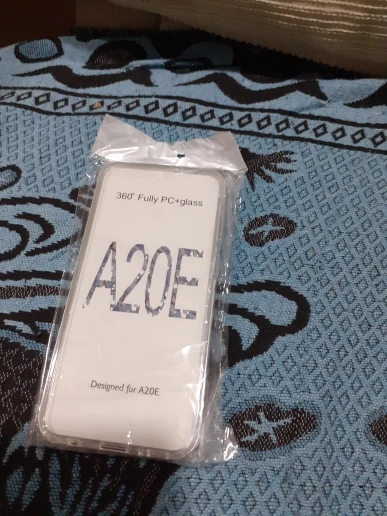 360° Fully PC+glass
A20E
Designed for A20E